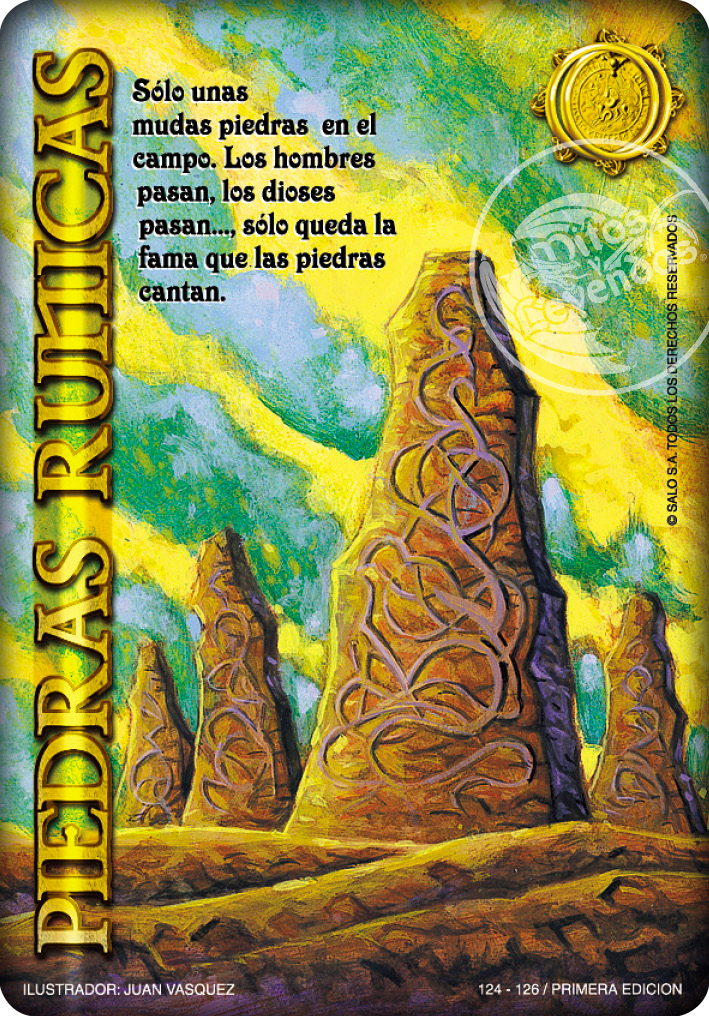 PIEDRAS RUNICAS
Sólo unas
mudas piedras en el
campo. Los hombres
pasan, los dioses
pasan..., sólo queda la
fama que las piedras
cantan.
mitos
y
Leyendas®
© SALO S.A. TODOS LOS DERECHOS RESERVADOS
ILUSTRADOR: JUAN VASQUEZ
124 - 126 / PRIMERA EDICION